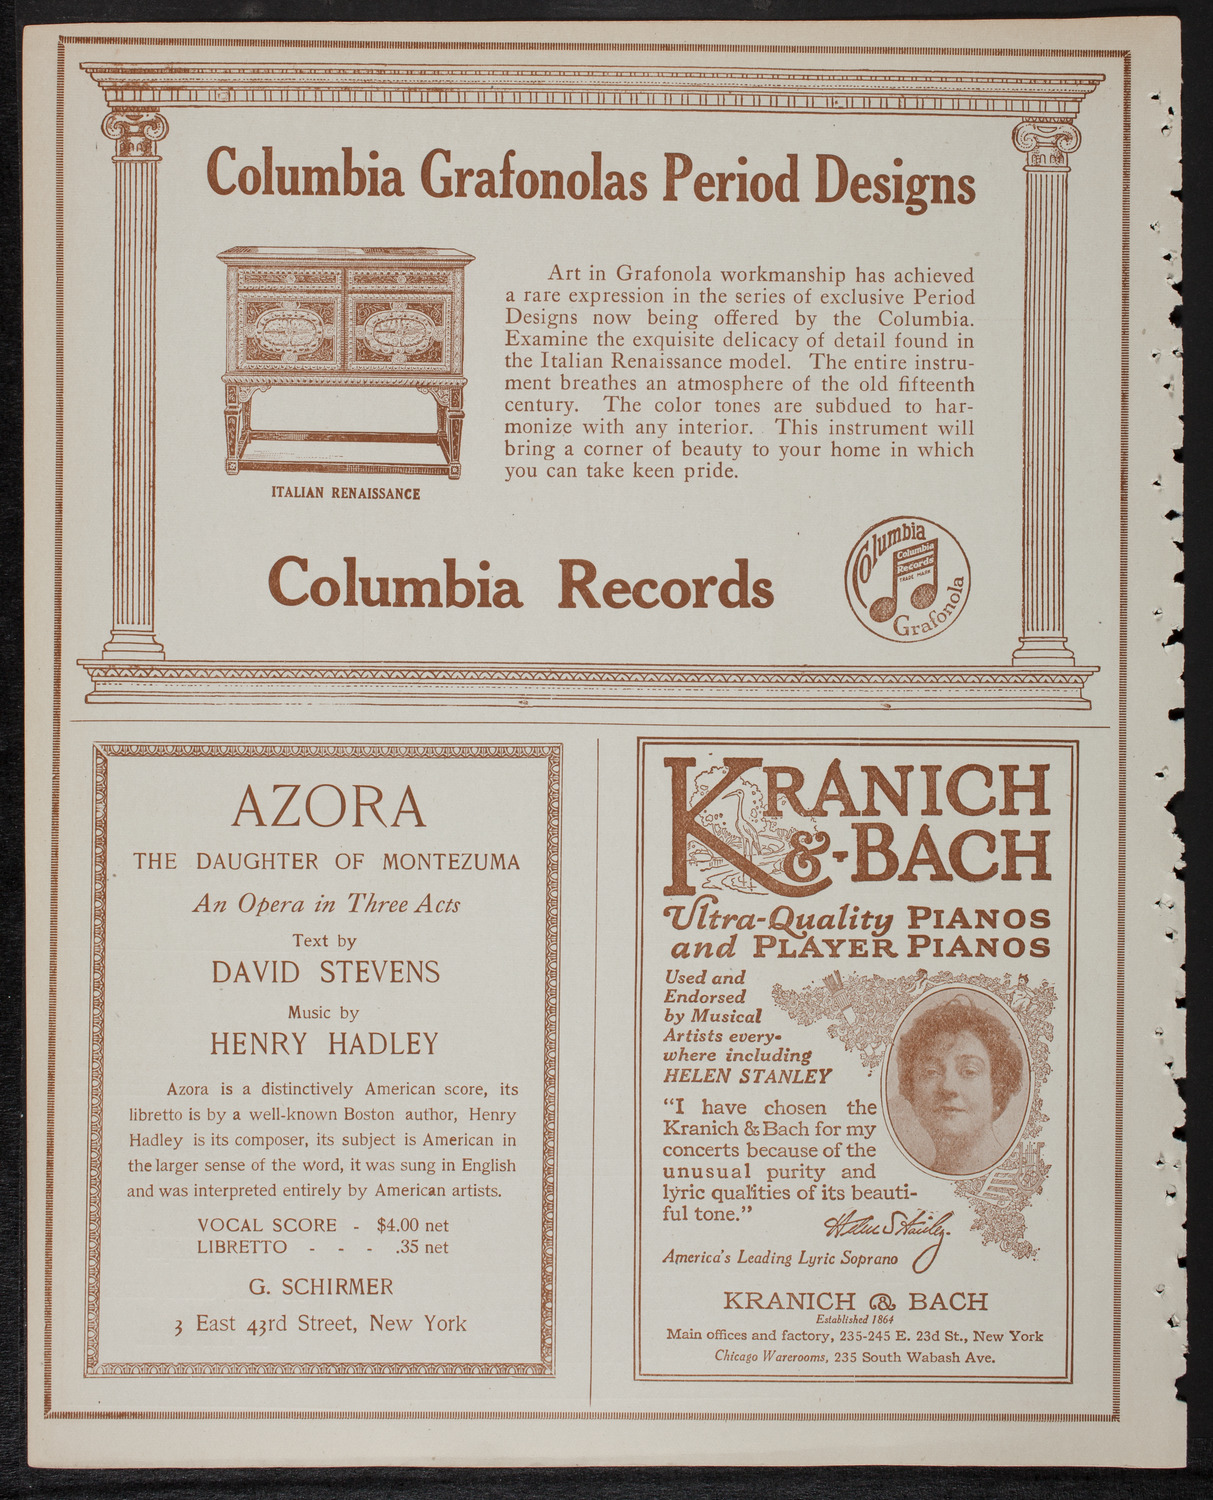 Columbia Grafonolas Period Designs
Art in Grafonola workmanship has achieved
a rare expression in the series of exclusive Period
Designs now being offered by the Columbia.
Examine the exquisite delicacy of detail found in
the Italian Renaissance model. The entire instru-
ment breathes an atmosphere of the old fifteenth
century. The color tones are subdued to har-
monize with any interior. This instrument will
bring a corner of beauty to your home in which
you can take keen pride.
ITALIAN RENAISSANCE
Columbia Records
Columbia
Columbia
Records
TRADE MARK
Grafonola
AZORA
THE DAUGHTER OF MONTEZUMA
An Opera in Three Acts
Text by
DAVID STEVENS
Music by
HENRY HADLEY
Azora is a distinctively American score, its
libretto is by a well-known Boston author, Henry
Hadley is its composer, its subject is American in
the larger sense of the word, it was sung in English
and was interpreted entirely by American artists.
VOCAL SCORE - $4.00 net
LIBRETTO - - - .35 net
G. SCHIRMER
3 East 43rd Street, New York
KRANICH
&-BACH
Ultra-Quality PIANOS
and PLAYER PIANOS
Used and
Endorsed
by Musical
Artists every-
where including
HELEN STANLEY
"I have chosen the
Kranich & Bach for my
concerts because of the
unusual purity and
lyric qualities of its beauti-
ful tone."
Helen Stanley.
America's Leading Lyric Soprano
KRANICH & BACH
Established 1864
Main offices and factory, 235-245 E. 23d St., New York
Chicago Warerooms, 235 South Wabash Ave.